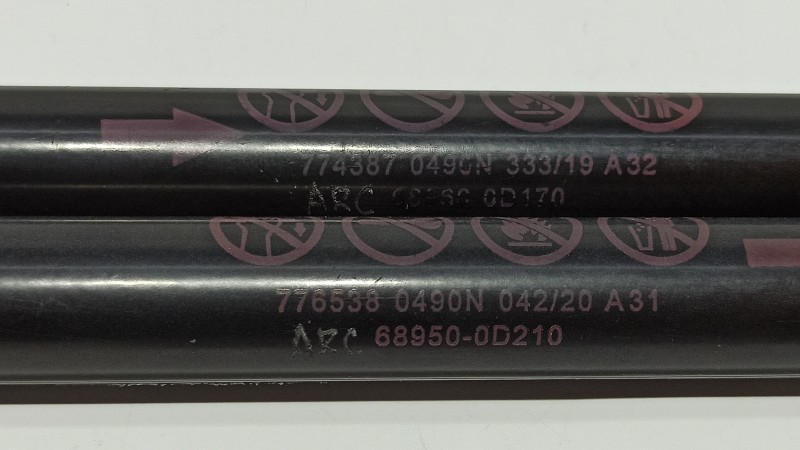 774387 0490N 333/19 A32
ARC 0D170
776538 0490N 042/20 A31
ARC 68950-0D210